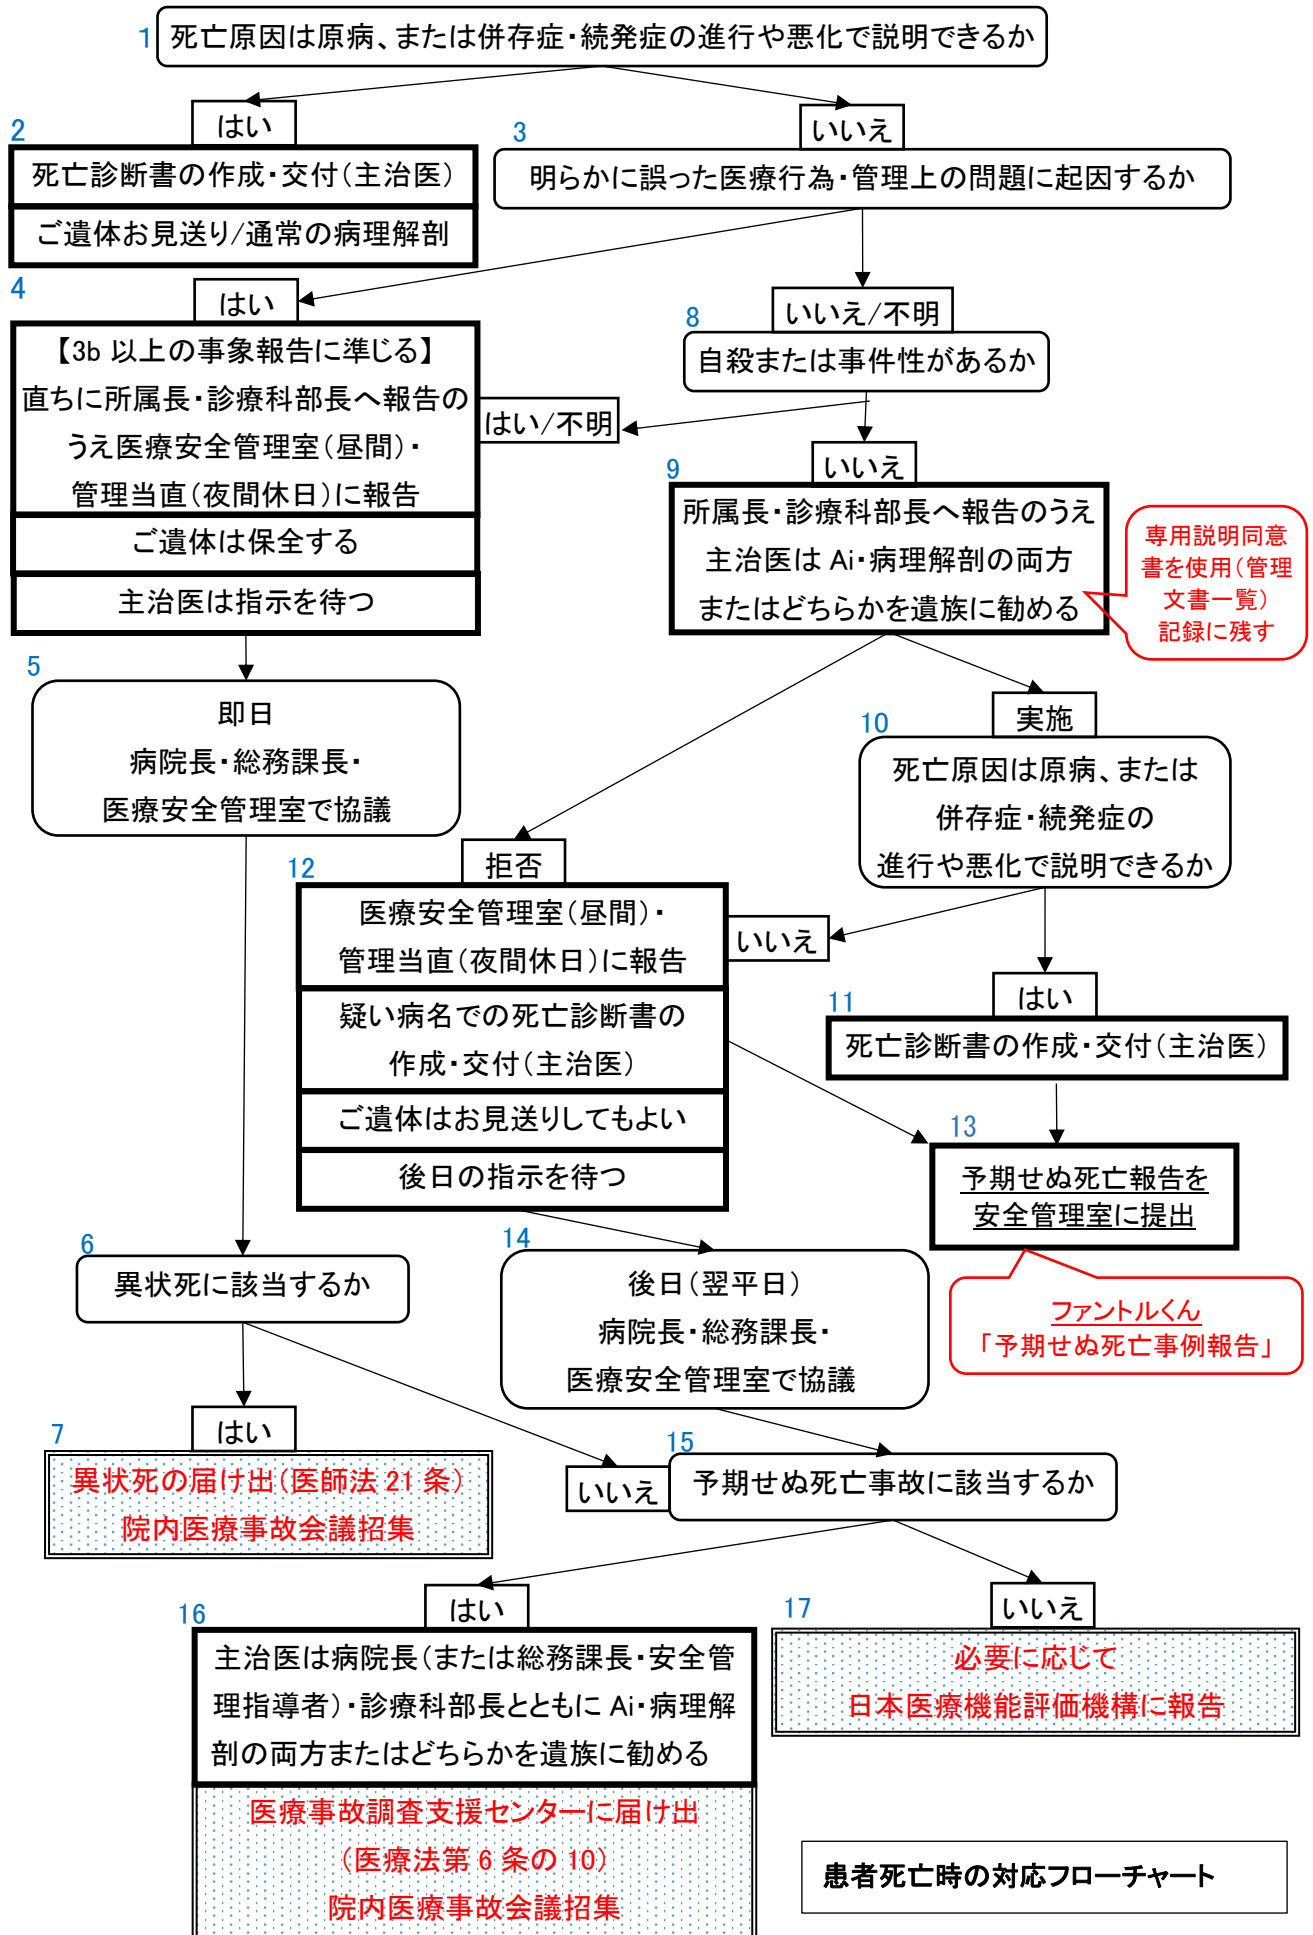 1
死亡原因は原病、または併存症・続発症の進行や悪化で説明できるか
はい
いいえ
2
死亡診断書の作成・交付(主治医)
ご遺体お見送り/通常の病理解剖
3
明らかに誤った医療行為・管理上の問題に起因するか
4
はい
【3b 以上の事象報告に準じる】
直ちに所属長・診療科部長へ報告の
うえ医療安全管理室(昼間)・
管理当直(夜間休日)に報告
ご遺体は保全する
主治医は指示を待つ
いいえ/不明
8
自殺または事件性があるか
はい/不明
いいえ
9
所属長・診療科部長へ報告のうえ
主治医は Ai・病理解剖の両方
またはどちらかを遺族に勧める
専用説明同意
書を使用(管理
文書一覧)
記録に残す
5
即日
病院長・総務課長・
医療安全管理室で協議
実施
10
死亡原因は原病、または
併存症・続発症の
進行や悪化で説明できるか
拒否
12
医療安全管理室(昼間)・
管理当直(夜間休日)に報告
疑い病名での死亡診断書の
作成・交付(主治医)
ご遺体はお見送りしてもよい
後日の指示を待つ
いいえ
はい
11
死亡診断書の作成・交付(主治医)
13
予期せぬ死亡報告を
安全管理室に提出
ファントルくん
「予期せぬ死亡事例報告」
6
異状死に該当するか
14
後日(翌平日)
病院長・総務課長・
医療安全管理室で協議
はい
7
異状死の届け出(医師法 21 条)
院内医療事故会議招集
いいえ
15
予期せぬ死亡事故に該当するか
はい
16
主治医は病院長(または総務課長・安全管
理指導者)・診療科部長とともに Ai・病理解
剖の両方またはどちらかを遺族に勧める
医療事故調査支援センターに届け出
(医療法第 6 条の 10)
院内医療事故会議招集
いいえ
17
必要に応じて
日本医療機能評価機構に報告
患者死亡時の対応フローチャート